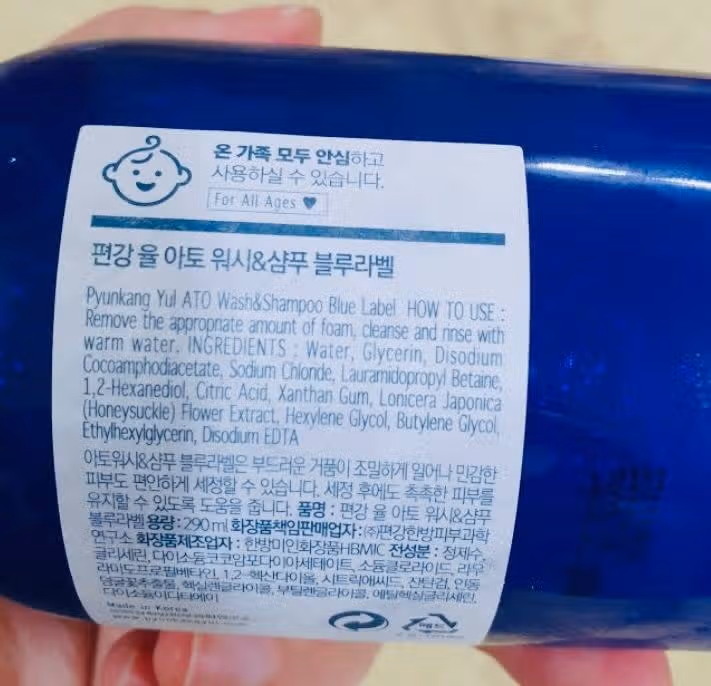 온 가족 모두 안심하고
사용하실 수 있습니다.
For All Ages ♥
편강 율 아토 워시&샴푸 블루라벨
Pyunkang Yul ATO Wash&Shampoo Blue Label HOW TO USE :
Remove the appropriate amount of foam, cleanse and rinse with
warm water. INGREDIENTS : Water, Glycerin, Disodium
Cocoamphodiacetate, Sodium Chloride, Lauramidopropyl Betaine,
1,2-Hexanediol, Citric Acid, Xanthan Gum, Lonicera Japonica
(Honeysuckle) Flower Extract, Hexylene Glycol, Butylene Glycol,
Ethylhexylglycerin, Disodium EDTA
아토워시&샴푸 블루라벨은 부드러운 거품이 조밀하게 일어나 민감한
피부도 편안하게 세정할 수 있습니다. 세정 후에도 촉촉한 피부를
유지할 수 있도록 도움을 줍니다. 품명 : 편강 율 아토 워시&샴푸
블루라벨 용량 : 290ml 화장품책임판매업자 : ㈜편강한방피부과학
연구소 화장품제조업자 : 한방미인화장품HBMIC 전성분 : 정제수,
글리세린, 다이소듐코코암포다이아세테이트, 소듐클로라이드, 라우
라미도프로필베타인, 1,2-헥산다이올, 시트릭애씨드, 잔탄검, 인동
덩굴꽃추출물, 헥실렌글라이콜, 부틸렌글라이콜, 에틸헥실글리세린,
다이소듐이디티에이
Made in Korea
페트